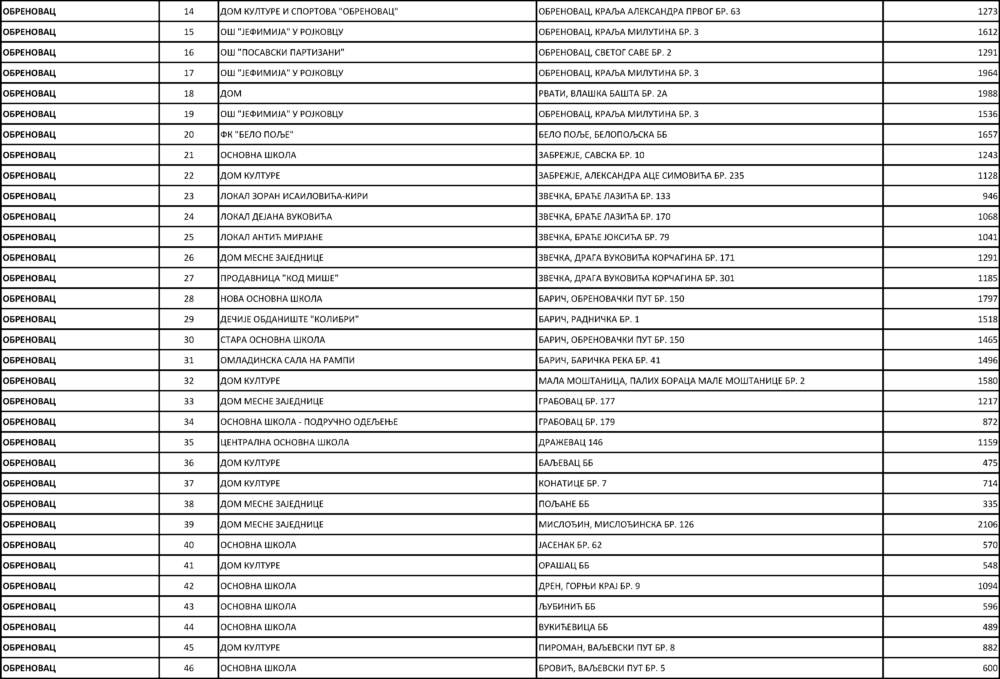 ОБРЕНОВАЦ 14 ДОМ КУЛТУРЕ И СПОРТОВА "ОБРЕНОВАЦ" ОБРЕНОВАЦ, КРАЉА АЛЕКСАНДРА ПРВОГ БР. 63 1273
ОБРЕНОВАЦ 15 ОШ "ЈЕФИМИЈА" У РОЈКОВЦУ ОБРЕНОВАЦ, КРАЉА МИЛУТИНА БР. 3 1612
ОБРЕНОВАЦ 16 ОШ "ПОСАВСКИ ПАРТИЗАНИ" ОБРЕНОВАЦ, СВЕТОГ САВЕ БР. 2 1291
ОБРЕНОВАЦ 17 ОШ "ЈЕФИМИЈА" У РОЈКОВЦУ ОБРЕНОВАЦ, КРАЉА МИЛУТИНА БР. 3 1964
ОБРЕНОВАЦ 18 ДОМ РВАТИ, ВЛАШКА БАШТА БР. 2А 1988
ОБРЕНОВАЦ 19 ОШ "ЈЕФИМИЈА" У РОЈКОВЦУ ОБРЕНОВАЦ, КРАЉА МИЛУТИНА БР. 3 1536
ОБРЕНОВАЦ 20 ФК "БЕЛО ПОЉЕ" БЕЛО ПОЉЕ, БЕЛОПОЉСКА ББ 1657
ОБРЕНОВАЦ 21 ОСНОВНА ШКОЛА ЗАБРЕЖЈЕ, САВСКА БР. 10 1243
ОБРЕНОВАЦ 22 ДОМ КУЛТУРЕ ЗАБРЕЖЈЕ, АЛЕКСАНДРА АЦЕ СИМОВИЋА БР. 235 1128
ОБРЕНОВАЦ 23 ЛОКАЛ ЗОРАН ИСАИЛОВИЋА-КИРИ ЗВЕЧКА, БРАЋЕ ЛАЗИЋА БР. 133 946
ОБРЕНОВАЦ 24 ЛОКАЛ ДЕЈАНА ВУКОВИЋА ЗВЕЧКА, БРАЋЕ ЛАЗИЋА БР. 170 1068
ОБРЕНОВАЦ 25 ЛОКАЛ АНТИЋ МИРЈАНЕ ЗВЕЧКА, БРАЋЕ ЈОКСИЋА БР. 79 1041
ОБРЕНОВАЦ 26 ДОМ МЕСНЕ ЗАЈЕДНИЦЕ ЗВЕЧКА, ДРАГА ВУКОВИЋА КОРЧАГИНА БР. 171 1291
ОБРЕНОВАЦ 27 ПРОДАВНИЦА "КОД МИШЕ" ЗВЕЧКА, ДРАГА ВУКОВИЋА КОРЧАГИНА БР. 301 1185
ОБРЕНОВАЦ 28 НОВА ОСНОВНА ШКОЛА БАРИЧ, ОБРЕНОВАЧКИ ПУТ БР. 150 1797
ОБРЕНОВАЦ 29 ДЕЧИЈЕ ОБДАНИШТЕ "КОЛИБРИ" БАРИЧ, РАДНИЧКА БР. 1 1518
ОБРЕНОВАЦ 30 СТАРА ОСНОВНА ШКОЛА БАРИЧ, ОБРЕНОВАЧКИ ПУТ БР. 150 1465
ОБРЕНОВАЦ 31 ОМЛАДИНСКА САЛА НА РАМПИ БАРИЧ, БАРИЧКА РЕКА БР. 41 1496
ОБРЕНОВАЦ 32 ДОМ КУЛТУРЕ МАЛА МОШТАНИЦА, ПАЛИХ БОРАЦА МАЛЕ МОШТАНИЦЕ БР. 2 1580
ОБРЕНОВАЦ 33 ДОМ МЕСНЕ ЗАЈЕДНИЦЕ ГРАБОВАЦ БР. 177 1217
ОБРЕНОВАЦ 34 ОСНОВНА ШКОЛА - ПОДРУЧНО ОДЕЉЕЊЕ ГРАБОВАЦ БР. 179 872
ОБРЕНОВАЦ 35 ЦЕНТРАЛНА ОСНОВНА ШКОЛА ДРАЖЕВАЦ 146 1159
ОБРЕНОВАЦ 36 ДОМ КУЛТУРЕ БАЉЕВАЦ ББ 475
ОБРЕНОВАЦ 37 ДОМ КУЛТУРЕ КОНАТИЦЕ БР. 7 714
ОБРЕНОВАЦ 38 ДОМ МЕСНЕ ЗАЈЕДНИЦЕ ПОЉАНЕ ББ 335
ОБРЕНОВАЦ 39 ДОМ МЕСНЕ ЗАЈЕДНИЦЕ МИСЛОЂИН, МИСЛОЂИНСКА БР. 126 2106
ОБРЕНОВАЦ 40 ОСНОВНА ШКОЛА ЈАСЕНАК БР. 62 570
ОБРЕНОВАЦ 41 ДОМ КУЛТУРЕ ОРАШАЦ ББ 548
ОБРЕНОВАЦ 42 ОСНОВНА ШКОЛА ДРЕН, ГОРЊИ КРАЈ БР. 9 1094
ОБРЕНОВАЦ 43 ОСНОВНА ШКОЛА ЉУБИНИЋ ББ 596
ОБРЕНОВАЦ 44 ОСНОВНА ШКОЛА ВУКИЋЕВИЦА ББ 489
ОБРЕНОВАЦ 45 ДОМ КУЛТУРЕ ПИРОМАН, ВАЉЕВСКИ ПУТ БР. 8 882
ОБРЕНОВАЦ 46 ОСНОВНА ШКОЛА БРОВИЋ, ВАЉЕВСКИ ПУТ БР. 5 600